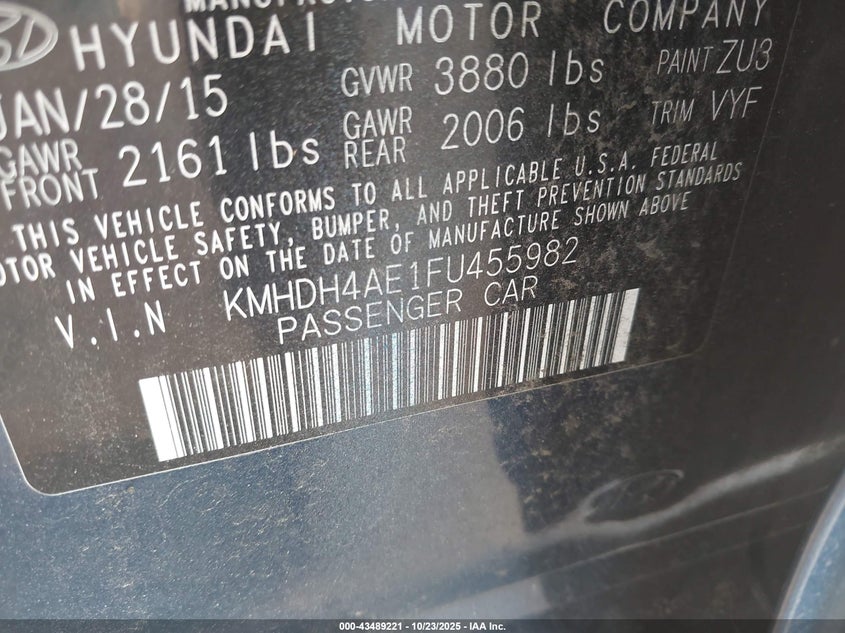 HYUNDAI MOTOR COMPANY
JAN/28/15 GVWR 3880 lbs PAINT ZU3
GAWR FRONT 2161 lbs GAWR REAR 2006 lbs TRIM VYF
THIS VEHICLE CONFORMS TO ALL APPLICABLE U.S.A. FEDERAL
MOTOR VEHICLE SAFETY, BUMPER, AND THEFT PREVENTION STANDARDS
IN EFFECT ON THE DATE OF MANUFACTURE SHOWN ABOVE
V.I.N KMHDH4AE1FU455982
PASSENGER CAR
000-43489221 | 10/23/2025 | IAA Inc.